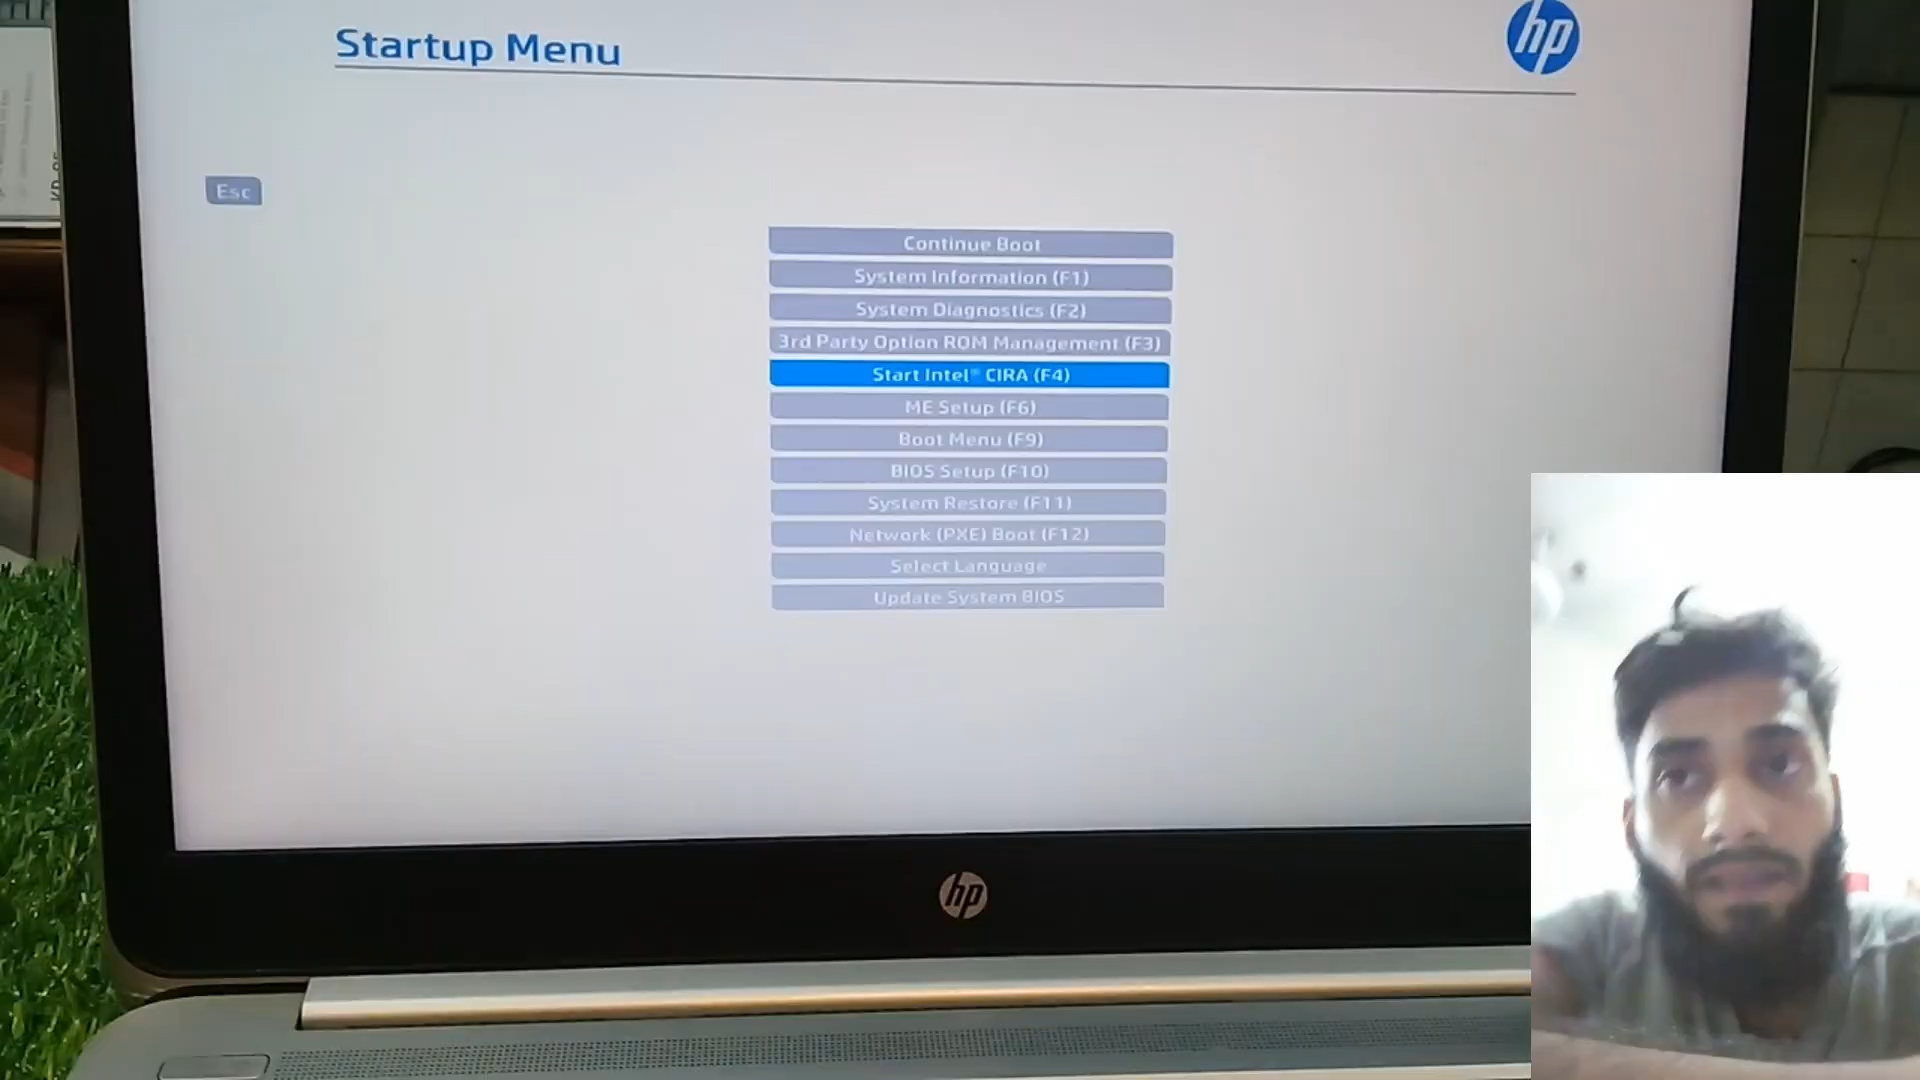 Startup Menu
hp
Esc
Continue Boot
System Information (F1)
System Diagnostics (F2)
3rd Party Option ROM Management (F3)
Start Intel® CIRA (F4)
ME Setup (F6)
Boot Menu (F9)
BIOS Setup (F10)
System Restore (F11)
Network (PXE) Boot (F12)
Select Language
Update System BIOS
hp